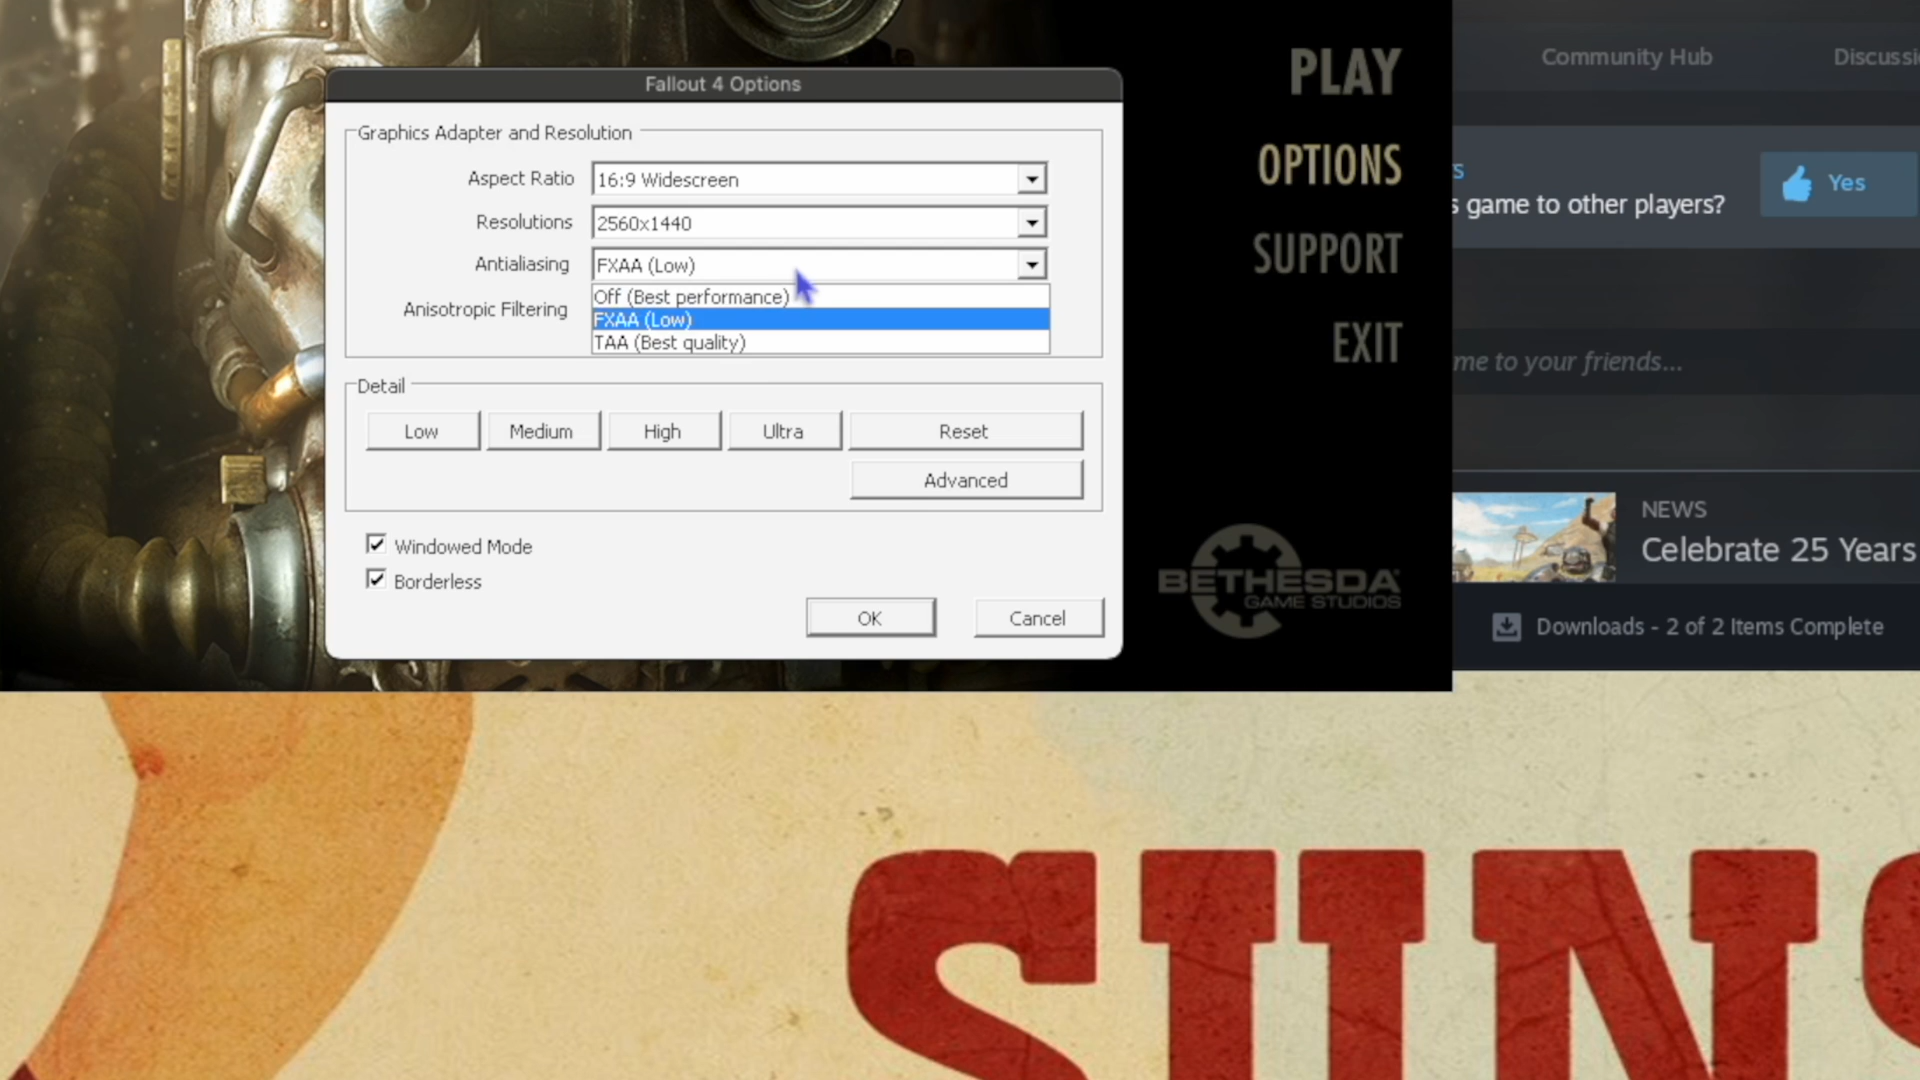 Fallout 4 Options
Graphics Adapter and Resolution
Aspect Ratio 16:9 Widescreen
Resolutions 2560x1440
Antialiasing FXAA (Low)
Off (Best performance)
Anisotropic Filtering
FXAA (Low)
TAA (Best quality)
Detail
Low Medium High Ultra Reset
Advanced
Windowed Mode
Borderless
OK Cancel
PLAY
OPTIONS
SUPPORT
EXIT
BETHESDA
GAME STUDIOS
Community Hub Discussi
s game to other players?
Yes
me to your friends...
NEWS
Celebrate 25 Years
Downloads - 2 of 2 Items Complete
SUNS